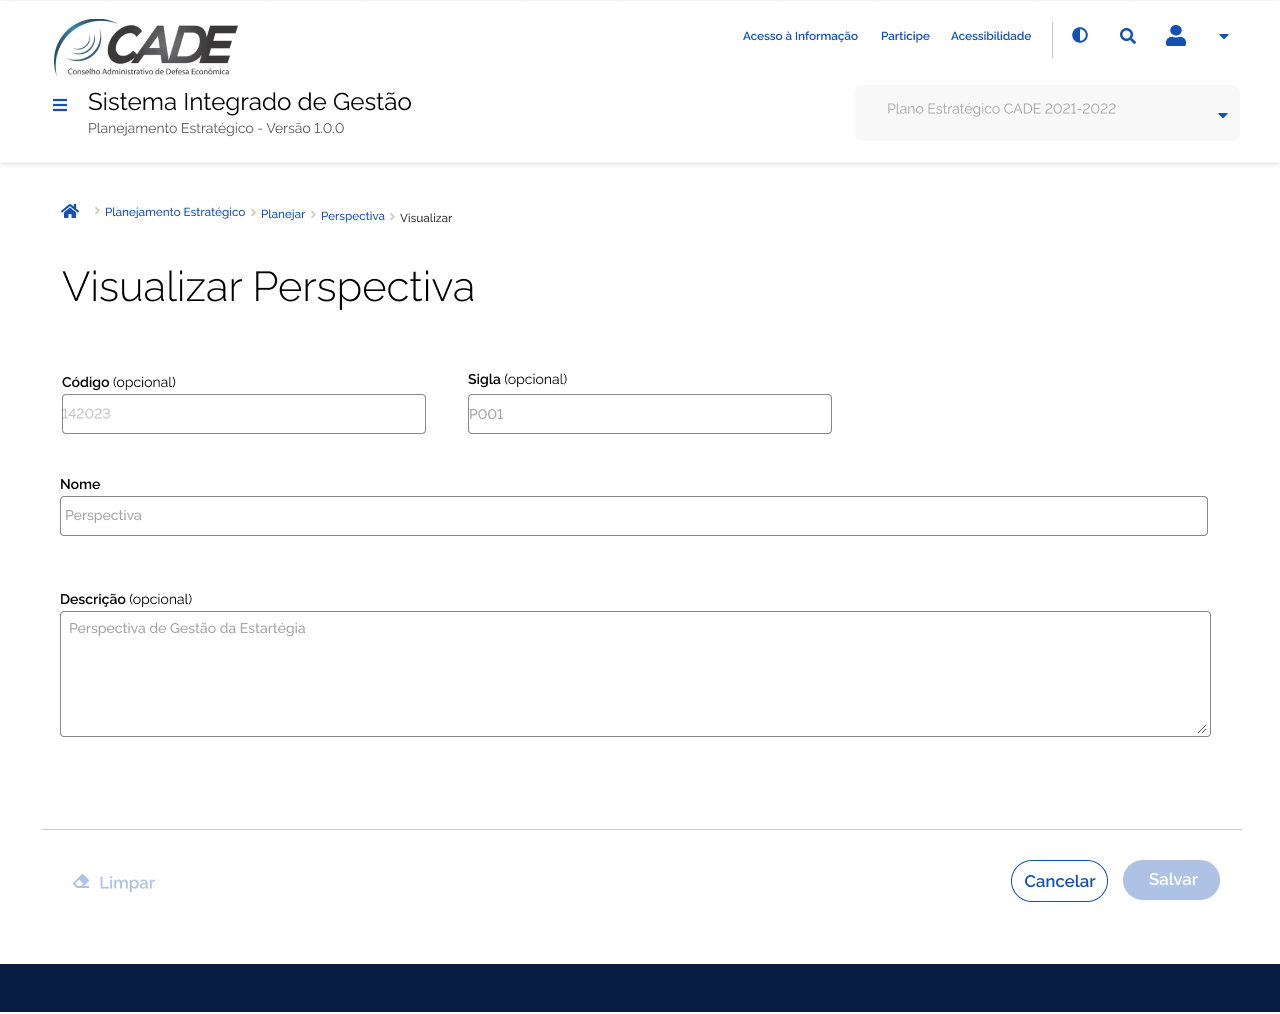 CADE
Conselho Administrativo de Defesa Econômica
Acesso à Informação Participe Acessibilidade
Sistema Integrado de Gestão
Planejamento Estratégico - Versão 1.0.0
Plano Estratégico CADE 2021-2022
Planejamento Estratégico Planejar Perspectiva Visualizar
Visualizar Perspectiva
Código (opcional) Sigla (opcional)
142023 P001
Nome
Perspectiva
Descrição (opcional)
Perspectiva de Gestão da Estartégia
Limpar Cancelar Salvar